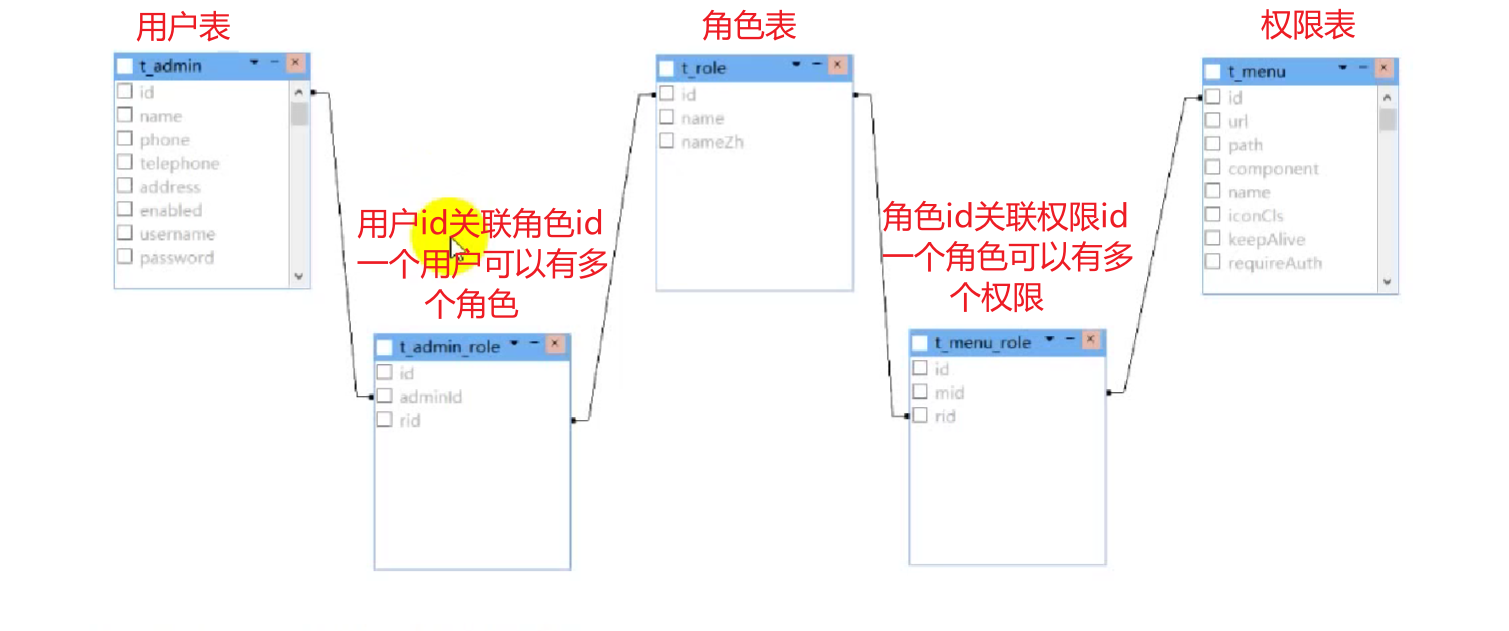 用户表
角色表
权限表
t_admin
id
name
phone
telephone
address
enabled
username
password
t_role
id
name
nameZh
t_menu
id
url
path
component
name
iconCls
keepAlive
requireAuth
用户id关联角色id
一个用户可以有多
个角色
角色id关联权限id
一个角色可以有多
个权限
t_admin_role
id
adminId
rid
t_menu_role
id
mid
rid